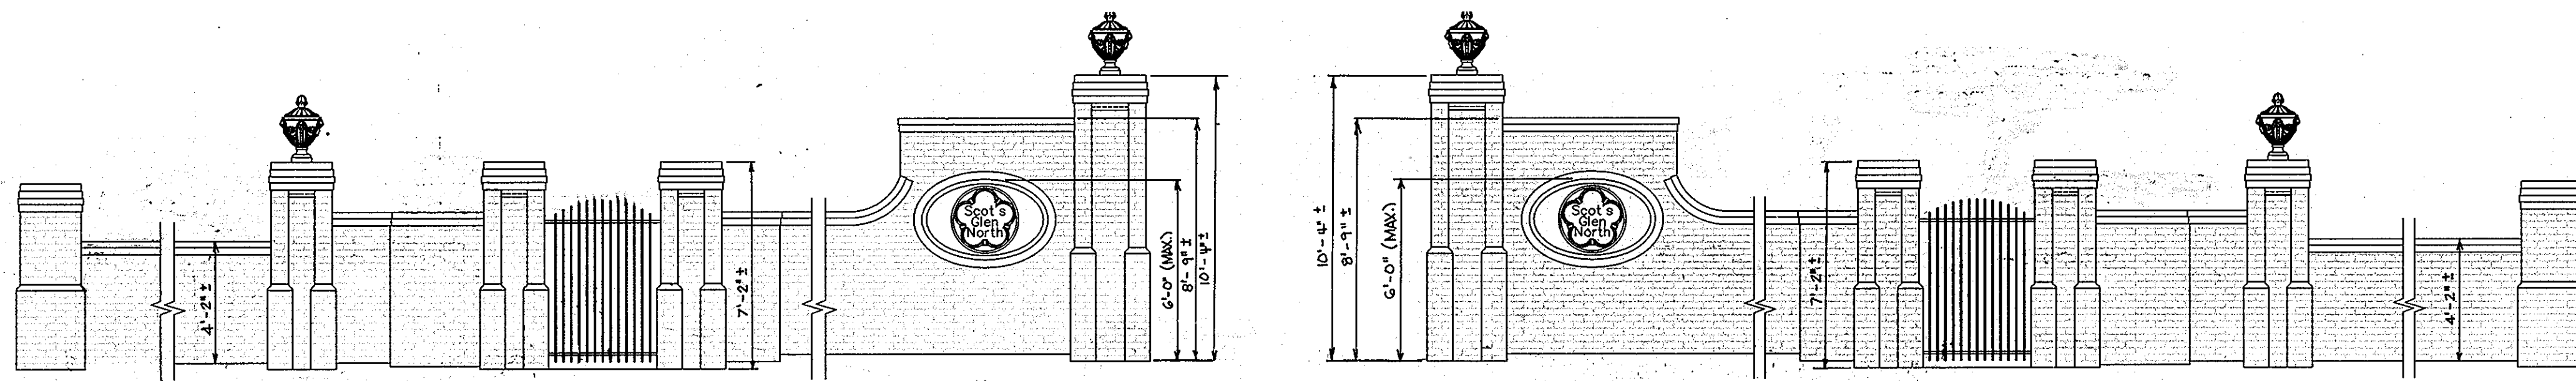 4'-2"±
7'-2"±
Scot's
Glen
North
6'-0" (MAX.)
8'-9"±
10'-4"±
10'-4"±
8'-9"±
6'-0" (MAX.)
Scot's
Glen
North
7'-2"±
4'-2"±